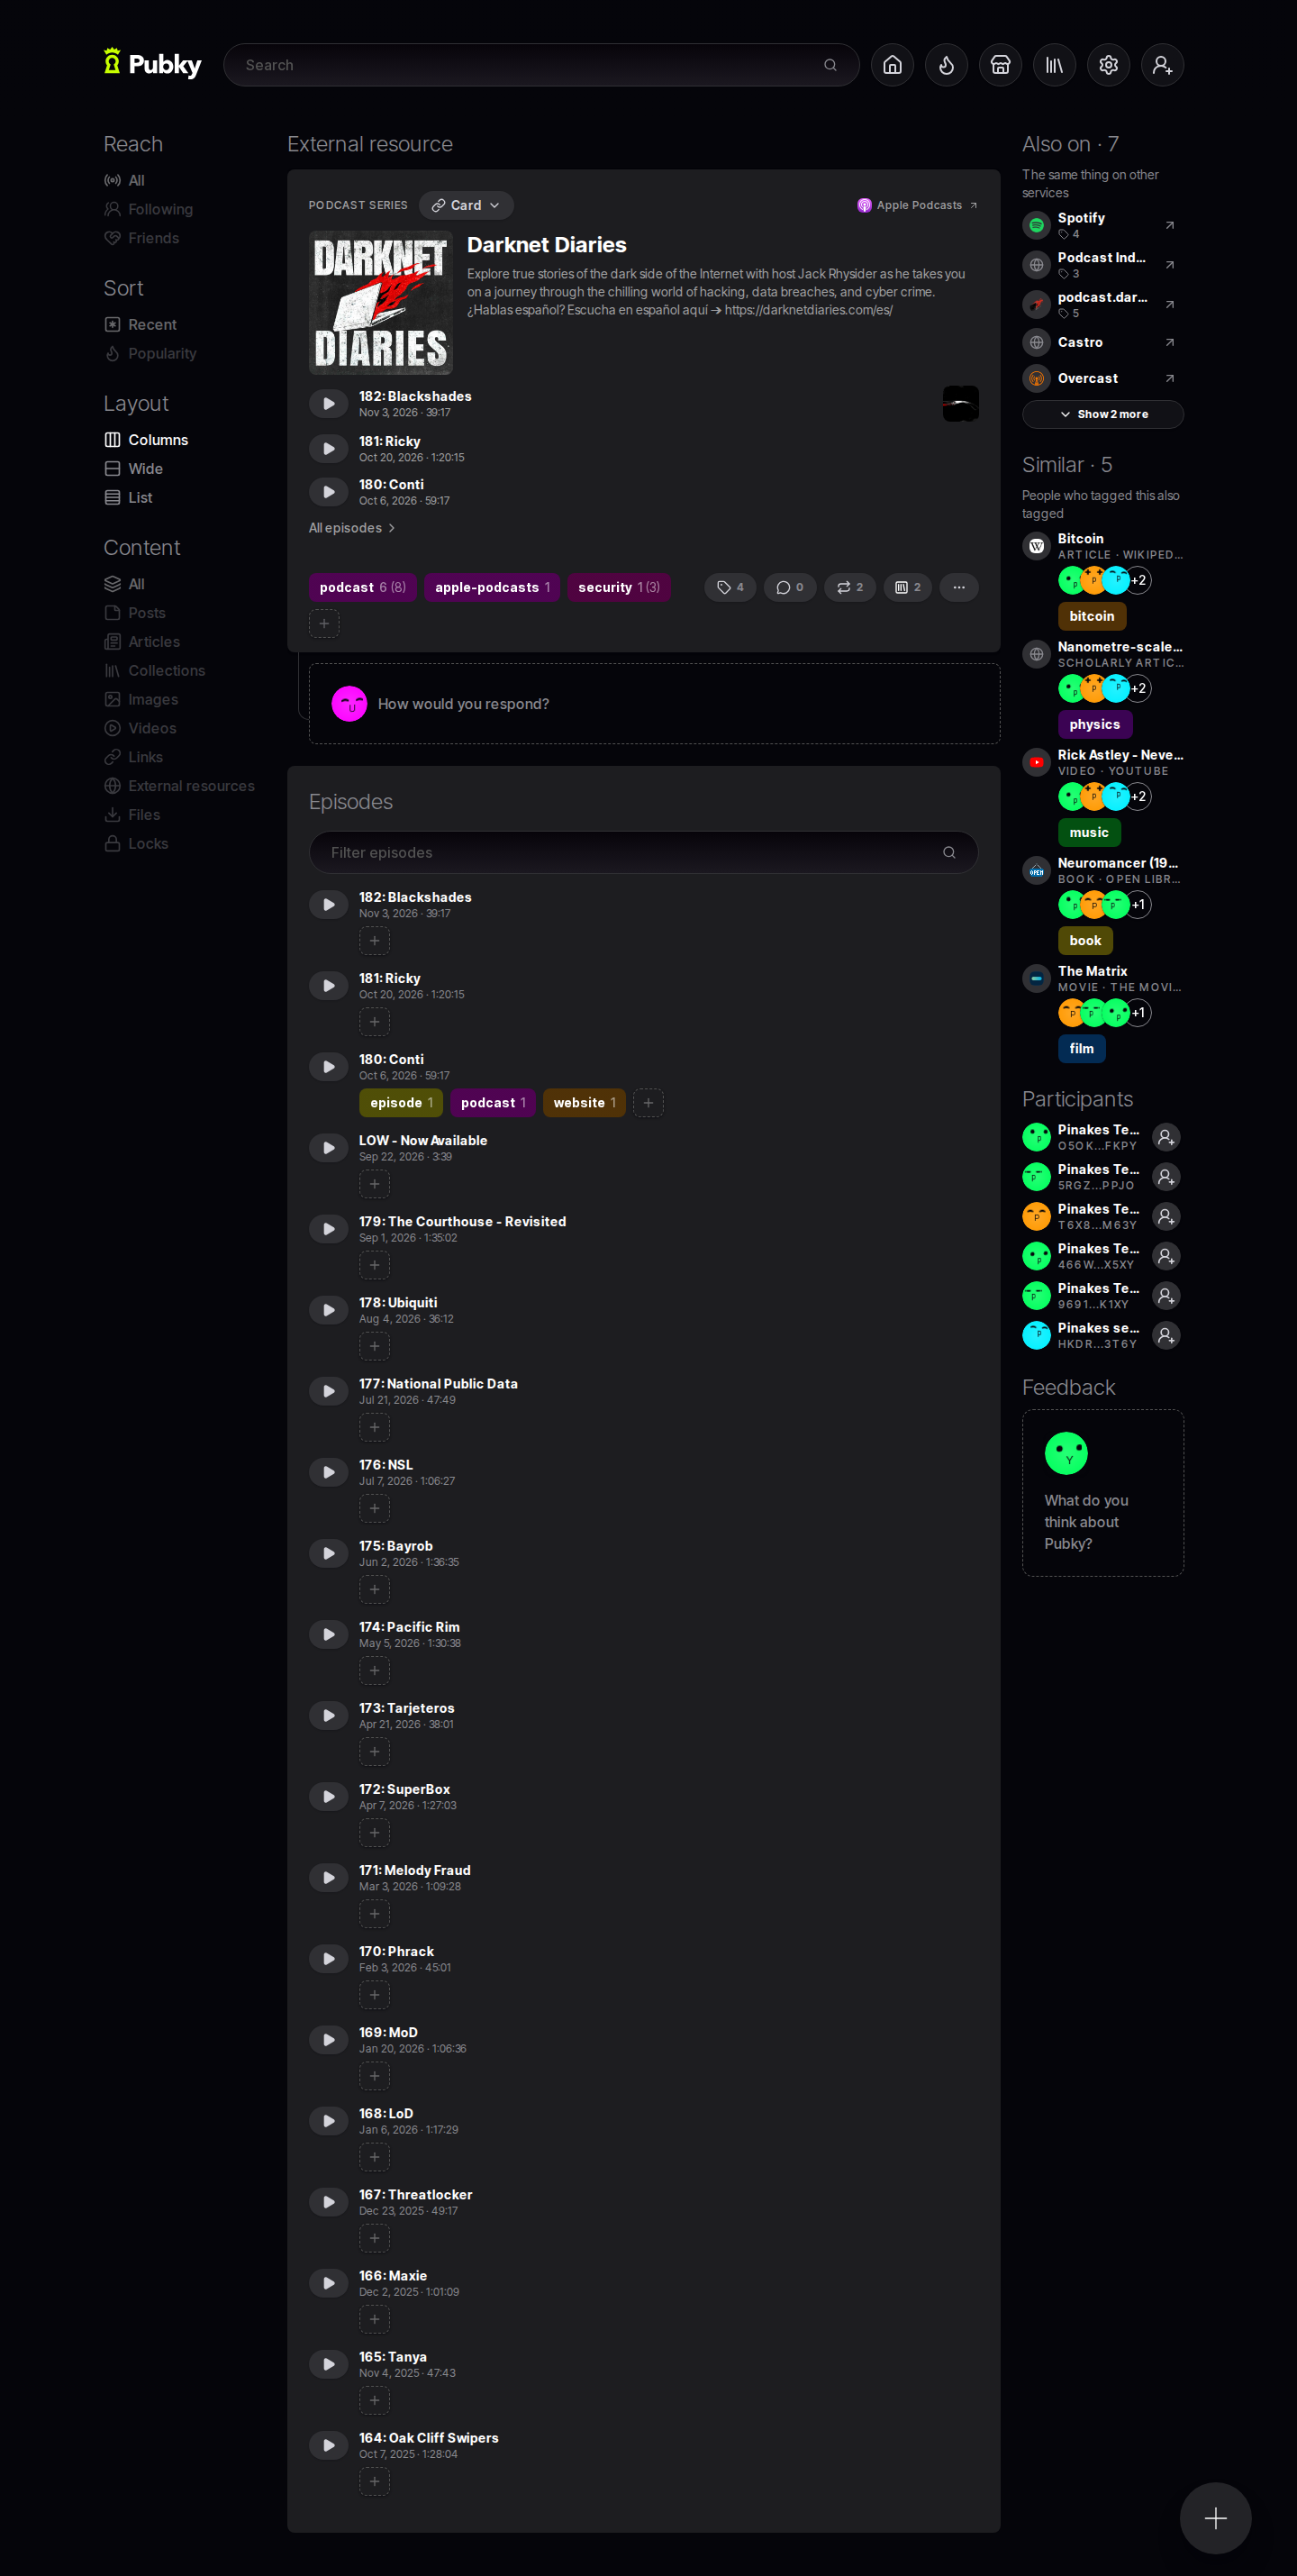 Pubky
Search
Reach
All
Following
Friends
Sort
Recent
Popularity
Layout
Columns
Wide
List
Content
All
Posts
Articles
Collections
Images
Videos
Links
External resources
Files
Locks
External resource
PODCAST SERIES
Card
Apple Podcasts
DARKNET
DIARIES
Darknet Diaries
Explore true stories of the dark side of the Internet with host Jack Rhysider as he takes you
on a journey through the chilling world of hacking, data breaches, and cyber crime.
¿Hablas español? Escucha en español aquí → https://darknetdiaries.com/es/
182: Blackshades
Nov 3, 2026 · 39:17
181: Ricky
Oct 20, 2026 · 1:20:15
180: Conti
Oct 6, 2026 · 59:17
All episodes
podcast 6 (8)
apple-podcasts 1
security 1 (3)
4
0
2
2
U
How would you respond?
Episodes
Filter episodes
182: Blackshades
Nov 3, 2026 · 39:17
181: Ricky
Oct 20, 2026 · 1:20:15
180: Conti
Oct 6, 2026 · 59:17
episode 1
podcast 1
website 1
LOW - Now Available
Sep 22, 2026 · 3:39
179: The Courthouse - Revisited
Sep 1, 2026 · 1:35:02
178: Ubiquiti
Aug 4, 2026 · 36:12
177: National Public Data
Jul 21, 2026 · 47:49
176: NSL
Jul 7, 2026 · 1:06:27
175: Bayrob
Jun 2, 2026 · 1:36:35
174: Pacific Rim
May 5, 2026 · 1:30:38
173: Tarjeteros
Apr 21, 2026 · 38:01
172: SuperBox
Apr 7, 2026 · 1:27:03
171: Melody Fraud
Mar 3, 2026 · 1:09:28
170: Phrack
Feb 3, 2026 · 45:01
169: MoD
Jan 20, 2026 · 1:06:36
168: LoD
Jan 6, 2026 · 1:17:29
167: Threatlocker
Dec 23, 2025 · 49:17
166: Maxie
Dec 2, 2025 · 1:01:09
165: Tanya
Nov 4, 2025 · 47:43
164: Oak Cliff Swipers
Oct 7, 2025 · 1:28:04
Also on · 7
The same thing on other
services
Spotify
4
Podcast Ind...
3
podcast.dar...
5
Castro
Overcast
Show 2 more
Similar · 5
People who tagged this also
tagged
W
Bitcoin
ARTICLE · WIKIPED...
P P P +2
bitcoin
Nanometre-scale...
SCHOLARLY ARTIC...
P P P +2
physics
Rick Astley - Neve...
VIDEO · YOUTUBE
P P P +2
music
OPEN
Neuromancer (19...
BOOK · OPEN LIBR...
P P P +1
book
The Matrix
MOVIE · THE MOVI...
P P P +1
film
Participants
P
Pinakes Te...
O5OK...FKPY
P
Pinakes Te...
5RGZ...PPJO
P
Pinakes Te...
T6X8...M63Y
P
Pinakes Te...
466W...X5XY
P
Pinakes Te...
9691...K1XY
P
Pinakes se...
HKDR...3T6Y
Feedback
Y
What do you
think about
Pubky?